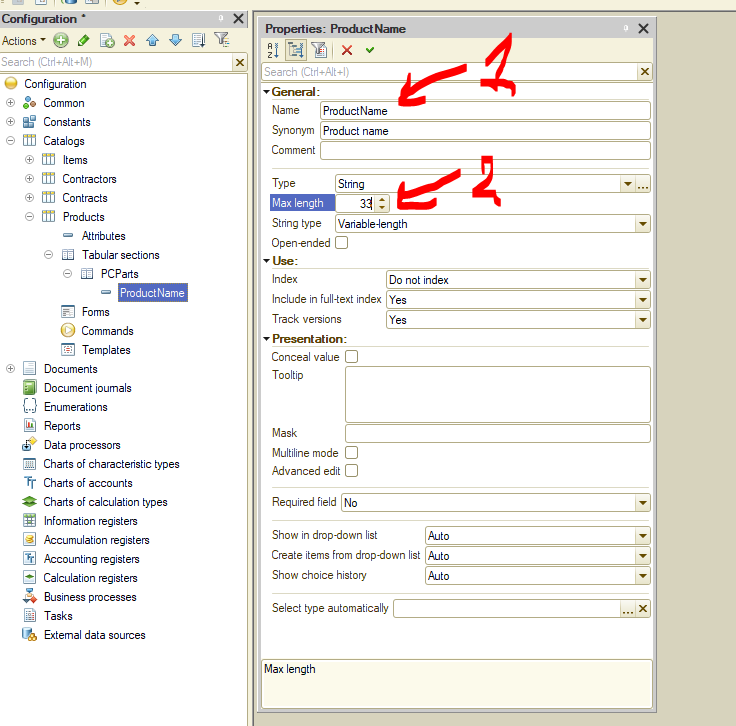 Configuration *
Actions
Search (Ctrl+Alt+M)
Configuration
Common
Constants
Catalogs
Items
Contractors
Contracts
Products
Attributes
Tabular sections
PCParts
ProductName
Forms
Commands
Templates
Documents
Document journals
Enumerations
Reports
Data processors
Charts of characteristic types
Charts of accounts
Charts of calculation types
Information registers
Accumulation registers
Accounting registers
Calculation registers
Business processes
Tasks
External data sources
Properties: ProductName
Search (Ctrl+Alt+I)
General:
1
Name ProductName
Synonym Product name
Comment
2
Type String
Max length 33
String type Variable-length
Open-ended
Use:
Index Do not index
Include in full-text index Yes
Track versions Yes
Presentation:
Conceal value
Tooltip
Mask
Multiline mode
Advanced edit
Required field No
Show in drop-down list Auto
Create items from drop-down list Auto
Show choice history Auto
Select type automatically
Max length